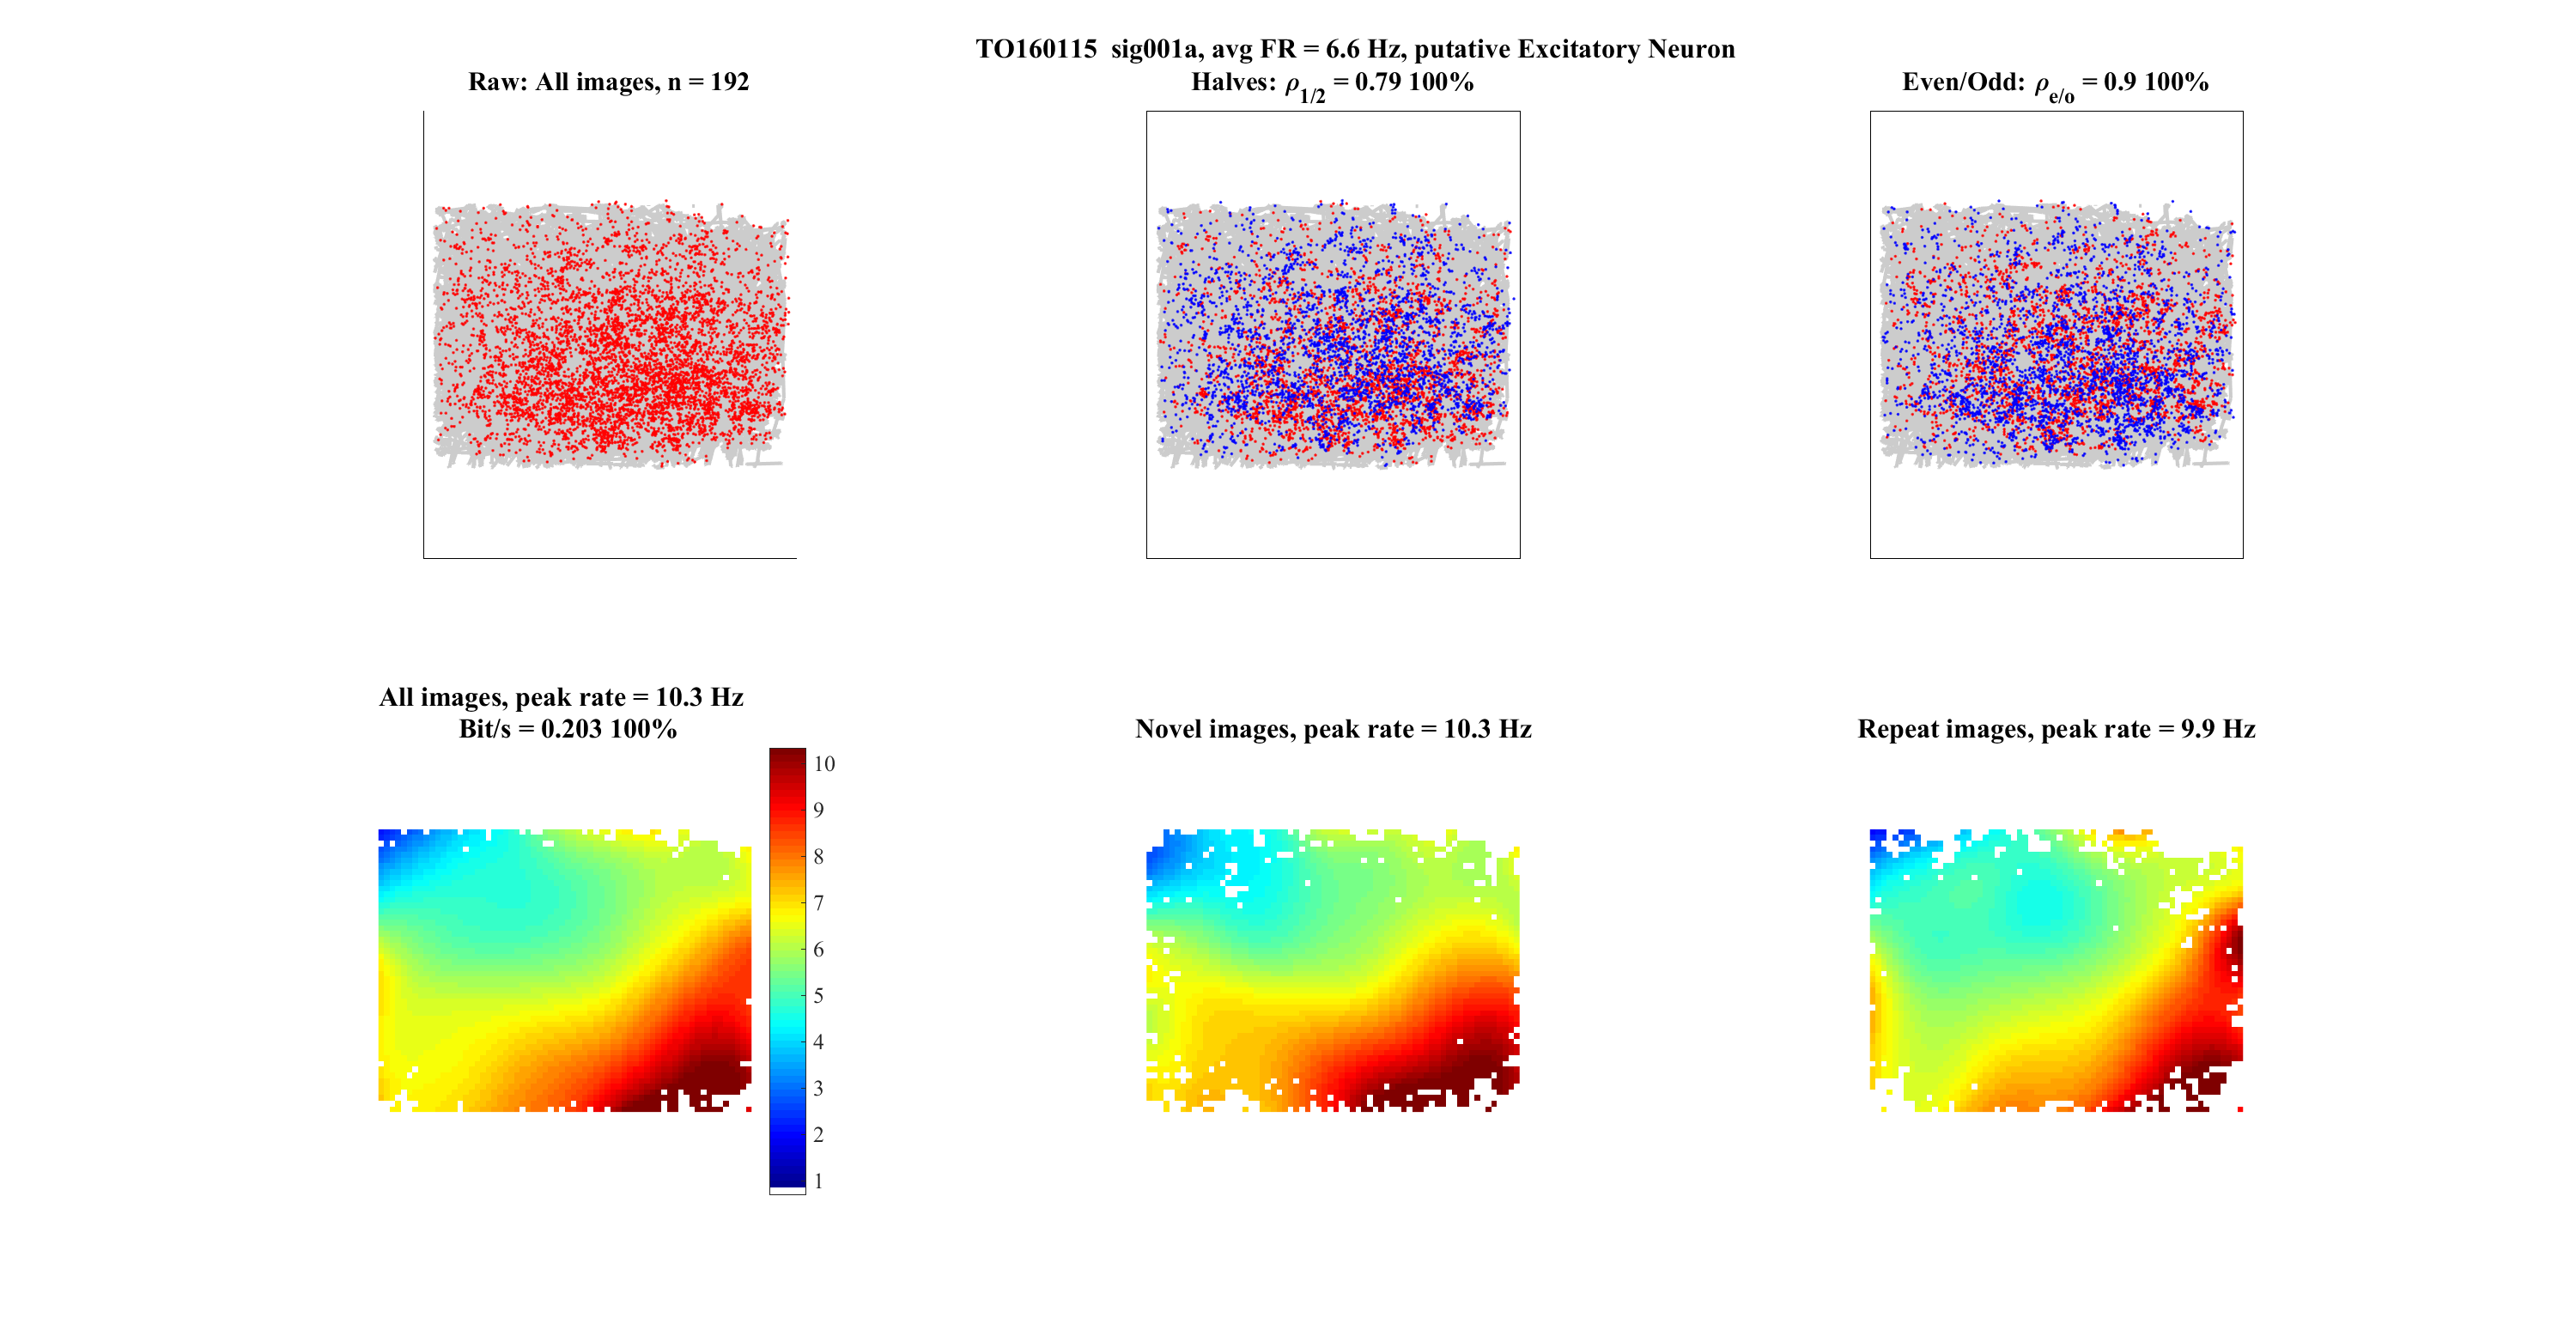 TO160115  sig001a, avg FR = 6.6 Hz, putative Excitatory Neuron
Raw: All images, n = 192
Halves: ρ1/2 = 0.79 100%
Even/Odd: ρe/o = 0.9 100%
All images, peak rate = 10.3 Hz
Bit/s = 0.203 100%
10
9
8
7
6
5
4
3
2
1
Novel images, peak rate = 10.3 Hz
Repeat images, peak rate = 9.9 Hz